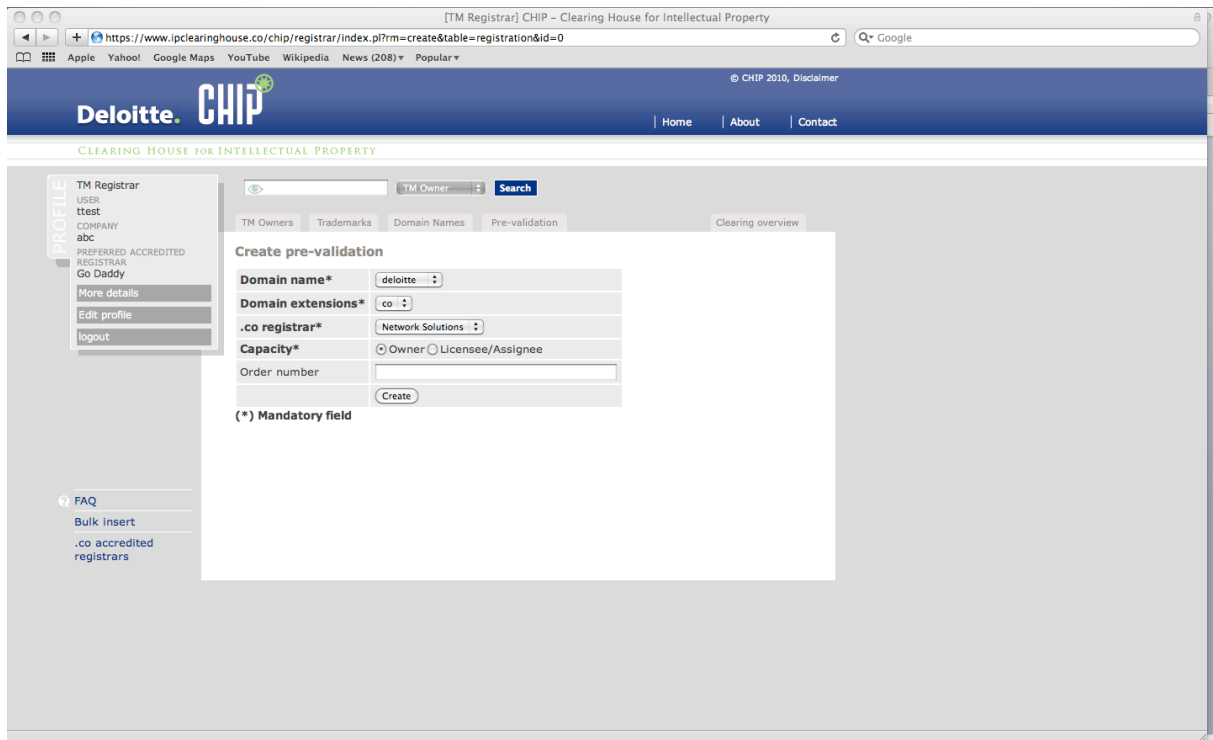 [TM Registrar] CHIP – Clearing House for Intellectual Property
https://www.ipclearinghouse.co/chip/registrar/index.pl?rm=create&table=registration&id=0
Google
Apple Yahoo! Google Maps YouTube Wikipedia News (208) Popular
© CHIP 2010, Disclaimer
Deloitte. CHIP
| Home | About | Contact
CLEARING HOUSE FOR INTELLECTUAL PROPERTY
PROFILE
TM Registrar
USER
ttest
COMPANY
abc
PREFERRED ACCREDITED
REGISTRAR
Go Daddy
More details
Edit profile
logout
TM Owner Search
TM Owners Trademarks Domain Names Pre-validation Clearing overview
Create pre-validation
Domain name* deloitte
Domain extensions* co
.co registrar* Network Solutions
Capacity* Owner Licensee/Assignee
Order number
Create
(*) Mandatory field
? FAQ
Bulk insert
.co accredited
registrars